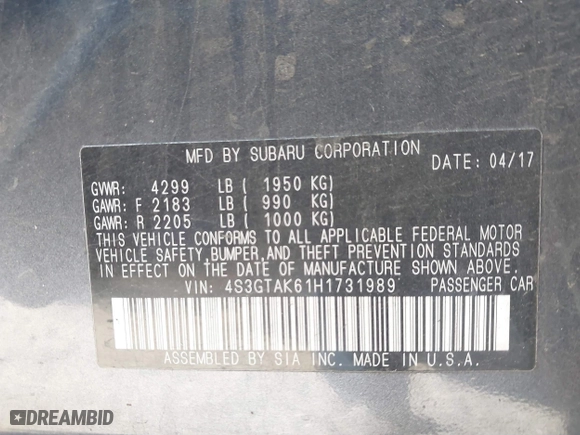 MFD BY SUBARU CORPORATION DATE: 04/17
GVWR: 4299 LB ( 1950 KG)
GAWR: F 2183 LB ( 990 KG)
GAWR: R 2205 LB ( 1000 KG)
THIS VEHICLE CONFORMS TO ALL APPLICABLE FEDERAL MOTOR
VEHICLE SAFETY, BUMPER, AND THEFT PREVENTION STANDARDS
IN EFFECT ON THE DATE OF MANUFACTURE SHOWN ABOVE.
VIN: 4S3GTAK61H1731989 PASSENGER CAR
ASSEMBLED BY SIA INC. MADE IN U.S.A.
DREAMBID